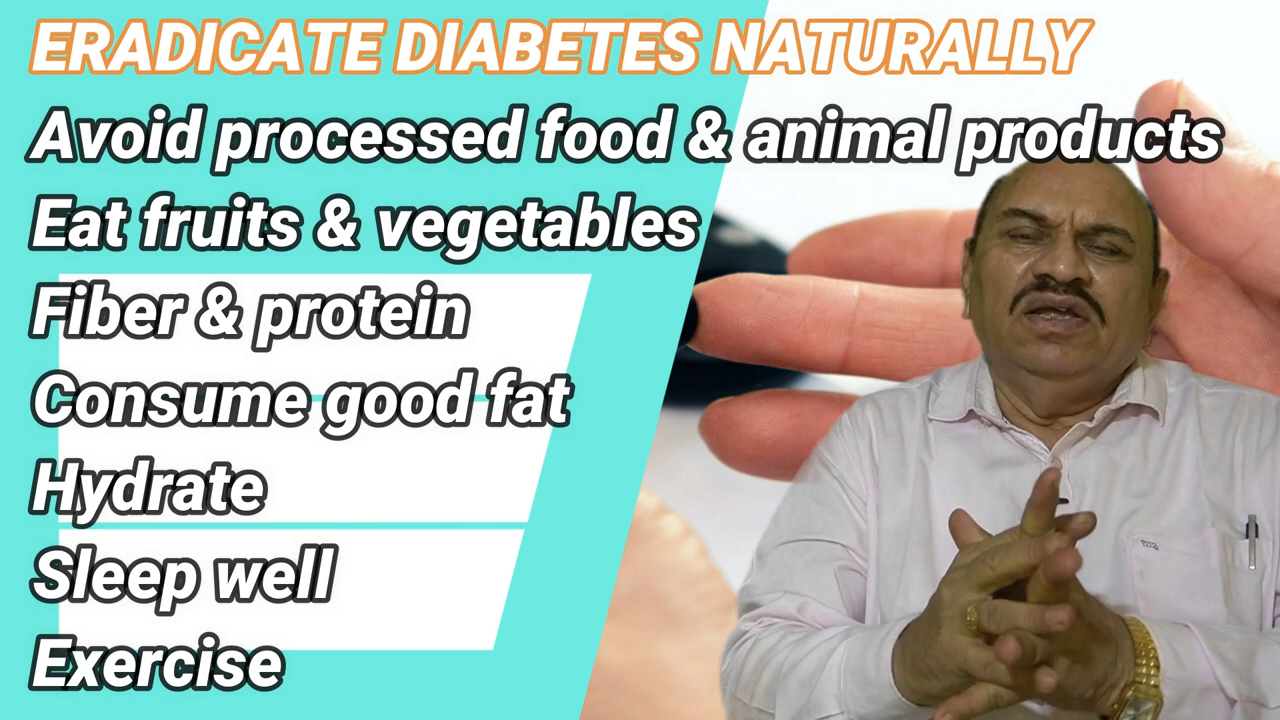 ERADICATE DIABETES NATURALLY
Avoid processed food & animal products
Eat fruits & vegetables
Fiber & protein
Consume good fat
Hydrate
Sleep well
Exercise